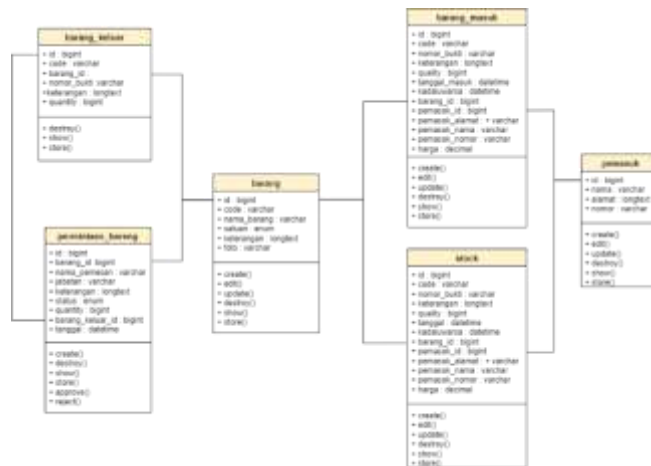 barang_keluar
+ id : bigint
+ code : varchar
+ barang_id :
+ nomor_bukti : varchar
+keterangan : longtext
+ quantity : bigint
+ destroy()
+ show()
+ store()
permintaan_barang
+ id : bigint
+ barang_id : bigint
+ nama_pemesan : varchar
+ jabatan : varchar
+ keterangan : longtext
+ status : enum
+ quantity : bigint
+ barang_keluar_id : bigint
+ tanggal : datetime
+ create()
+ destroy()
+ show()
+ store()
+ approve()
+ reject()
barang
+ id : bigint
+ code : varchar
+ nama_barang : varchar
+ satuan : enum
+ keterangan : longtext
+ foto : varchar
+ create()
+ edit()
+ update()
+ destroy()
+ show()
+ store()
barang_masuk
+ id : bigint
+ code : varchar
+ nomor_bukti : varchar
+ keterangan : longtext
+ quality : bigint
+ tanggal_masuk : datetime
+ kadaluwarsa : datetime
+ barang_id : bigint
+ pemasok_id : bigint
+ pemasok_alamat : + varchar
+ pemasok_nama : varchar
+ pemasok_nomor : varchar
+ harga : decimal
+ create()
+ edit()
+ update()
+ destroy()
+ show()
+ store()
stock
+ id : bigint
+ code : varchar
+ nomor_bukti : varchar
+ keterangan : longtext
+ quality : bigint
+ tanggal : datetime
+ kadaluwarsa : datetime
+ barang_id : bigint
+ pemasok_id : bigint
+ pemasok_alamat : + varchar
+ pemasok_nama : varchar
+ pemasok_nomor : varchar
+ harga : decimal
+ create()
+ edit()
+ update()
+ destroy()
+ show()
+ store()
pemasok
+ id : bigint
+ nama : varchar
+ alamat : longtext
+ nomor : varchar
+ create()
+ edit()
+ update()
+ destroy()
+ show()
+ store()